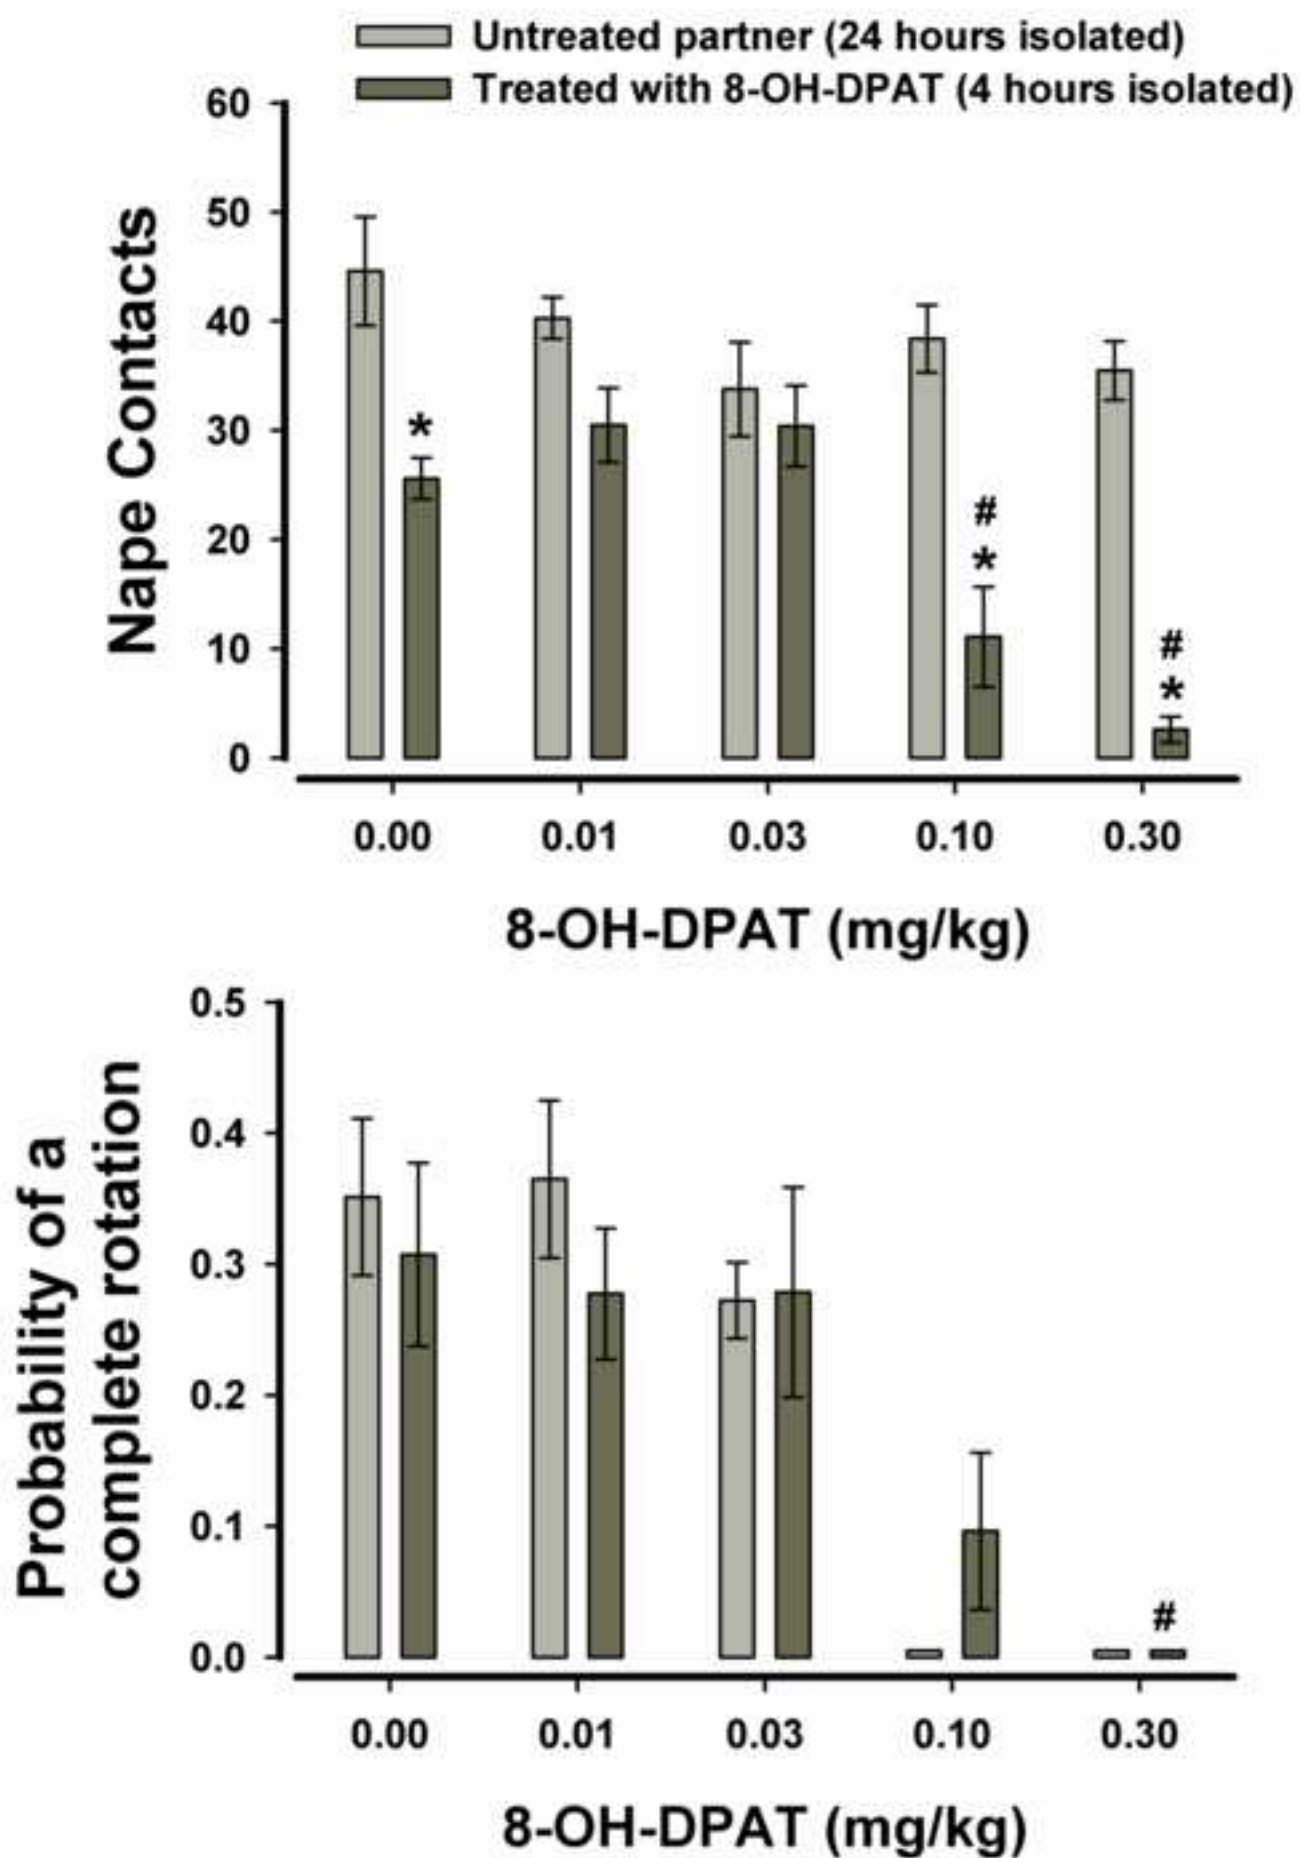 Untreated partner (24 hours isolated)
Treated with 8-OH-DPAT (4 hours isolated)
60
50
40
30
20
10
0
Nape Contacts
*
#
*
#
*
0.00 0.01 0.03 0.10 0.30
8-OH-DPAT (mg/kg)
0.5
0.4
0.3
0.2
0.1
0.0
Probability of a
complete rotation
#
0.00 0.01 0.03 0.10 0.30
8-OH-DPAT (mg/kg)